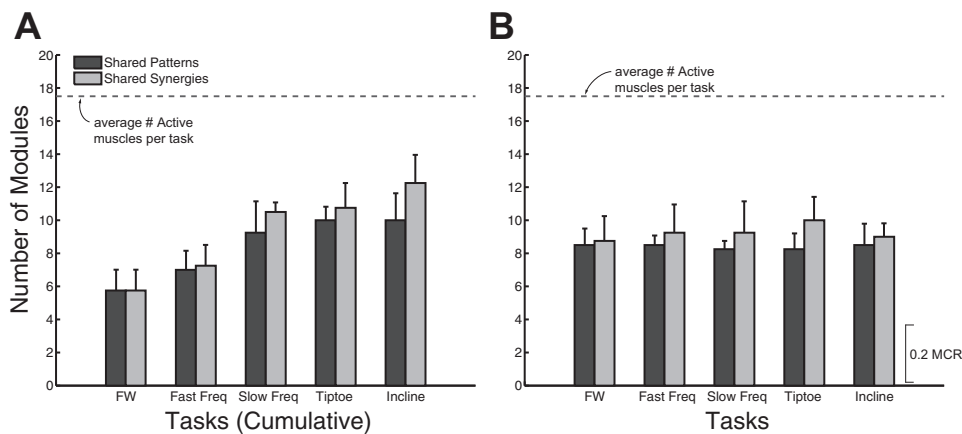 A
20
18
16
14
12
10
8
6
4
2
0
Number of Modules
Shared Patterns
Shared Synergies
average # Active
muscles per task
FW
Fast Freq
Slow Freq
Tiptoe
Incline
Tasks (Cumulative)
B
20
18
16
14
12
10
8
6
4
2
0
average # Active
muscles per task
0.2 MCR
FW
Fast Freq
Slow Freq
Tiptoe
Incline
Tasks